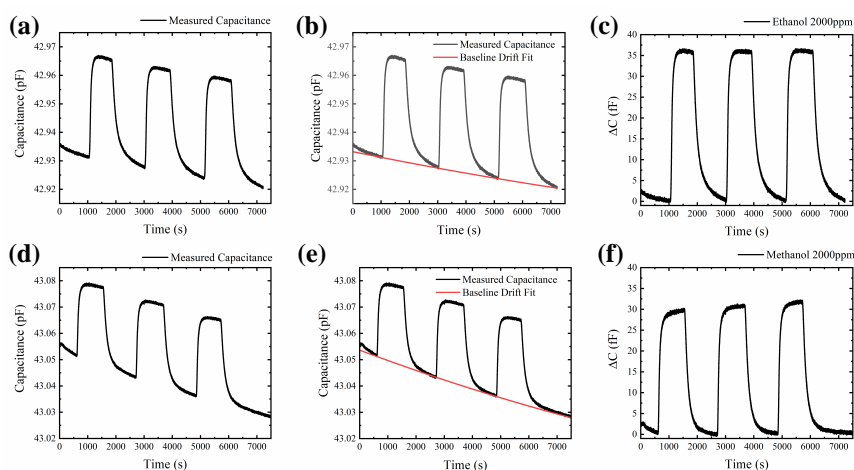 (a)
Measured Capacitance
42.97
42.96
42.95
42.94
42.93
42.92
Capacitance (pF)
0 1000 2000 3000 4000 5000 6000 7000
Time (s)
(b)
Measured Capacitance
Baseline Drift Fit
42.97
42.96
42.95
42.94
42.93
42.92
Capacitance (pF)
0 1000 2000 3000 4000 5000 6000 7000
Time (s)
(c)
Ethanol 2000ppm
40
35
30
25
20
15
10
5
0
ΔC (fF)
0 1000 2000 3000 4000 5000 6000 7000
Time (s)
(d)
Measured Capacitance
43.08
43.07
43.06
43.05
43.04
43.03
43.02
Capacitance (pF)
0 1000 2000 3000 4000 5000 6000 7000
Time (s)
(e)
Measured Capacitance
Baseline Drift Fit
43.08
43.07
43.06
43.05
43.04
43.03
43.02
Capacitance (pF)
0 1000 2000 3000 4000 5000 6000 7000
Time (s)
(f)
Methanol 2000ppm
40
30
20
10
0
ΔC (fF)
0 1000 2000 3000 4000 5000 6000 7000
Time (s)